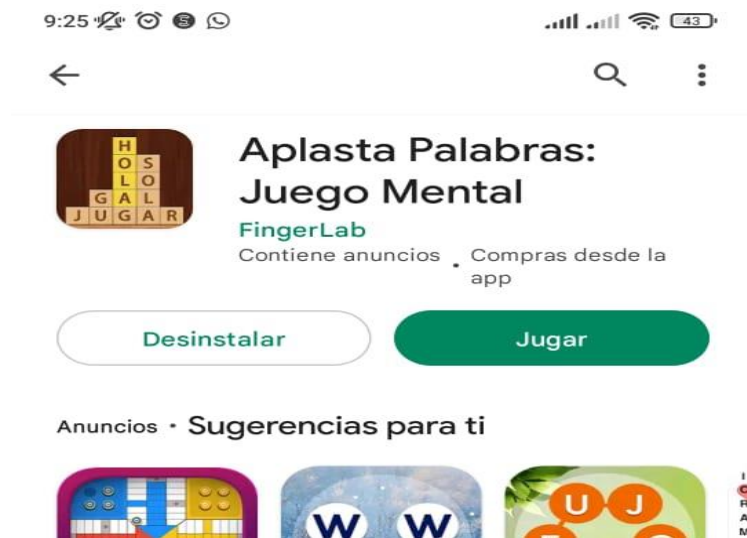 9:25
43
Aplasta Palabras:
Juego Mental
FingerLab
Contiene anuncios . Compras desde la
app
H
O S
L O
G A L
J U G A R
Desinstalar
Jugar
Anuncios · Sugerencias para ti
W W
U J